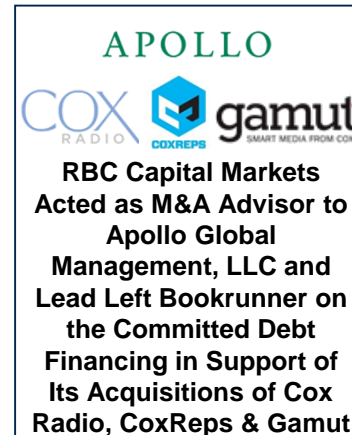 APOLLO
COX
RADIO
COXREPS
gamut
SMART MEDIA FROM COX
RBC Capital Markets
Acted as M&A Advisor to
Apollo Global
Management, LLC and
Lead Left Bookrunner on
the Committed Debt
Financing in Support of
Its Acquisitions of Cox
Radio, CoxReps & Gamut